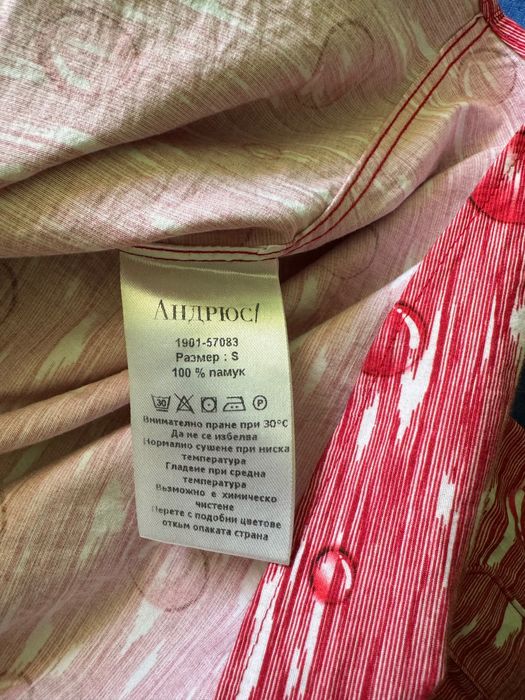 Андрюс/
1901-57083
Размер : S
100 % памук
30 P
Внимателно пране при 30°C
Да не се избелва
Нормално сушене при ниска
температура
Гладене при средна
температура
Възможно е химическо
чистене
Перете с подобни цветове
откъм опаката страна